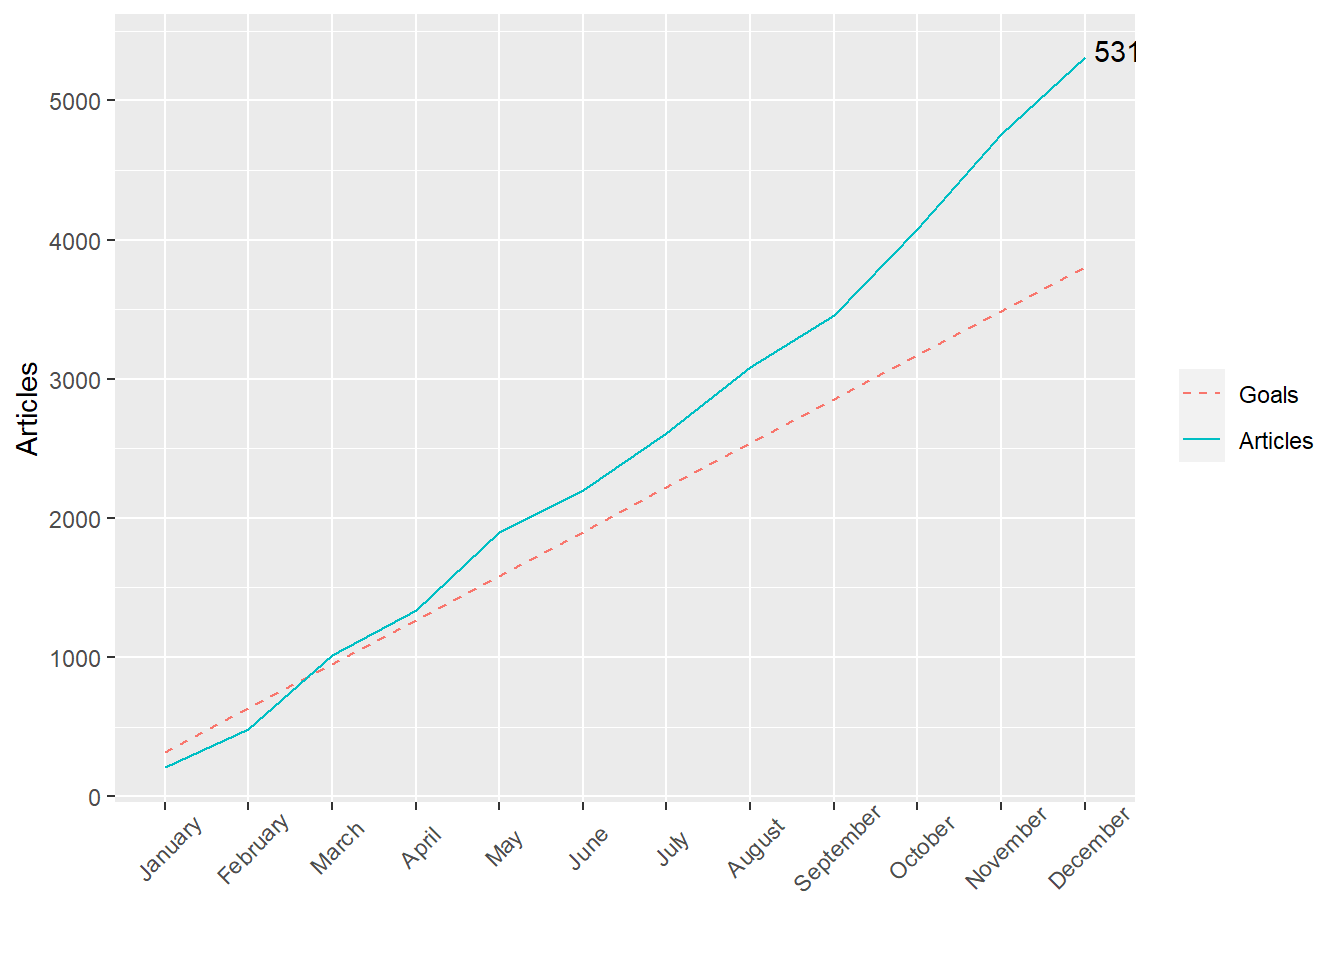 531
5000
4000
3000
2000
1000
0
Articles
January
February
March
April
May
June
July
August
September
October
November
December
Goals
Articles